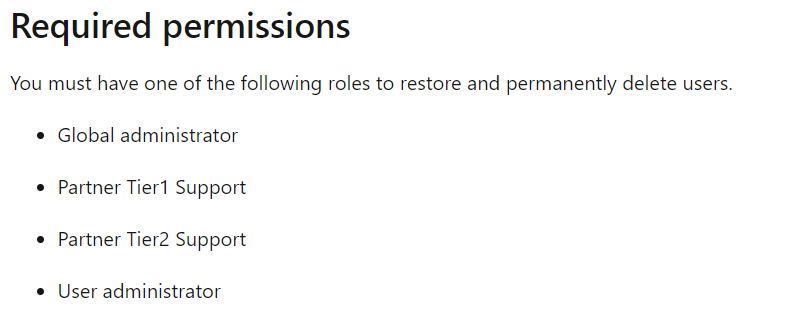 Required permissions
You must have one of the following roles to restore and permanently delete users.
• Global administrator
• Partner Tier1 Support
• Partner Tier2 Support
• User administrator